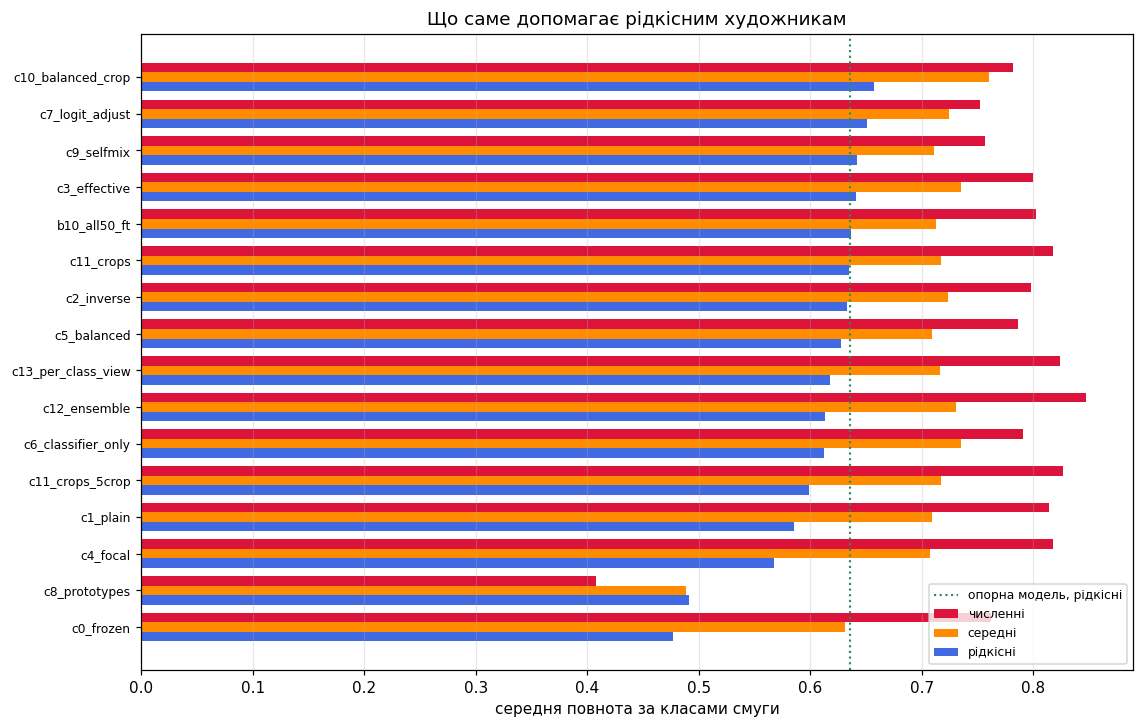 Що саме допомагає рідкісним художникам
c10_balanced_crop
c7_logit_adjust
c9_selfmix
c3_effective
b10_all50_ft
c11_crops
c2_inverse
c5_balanced
c13_per_class_view
c12_ensemble
c6_classifier_only
c11_crops_5crop
c1_plain
c4_focal
c8_prototypes
c0_frozen
опорна модель, рідкісні
численні
середні
рідкісні
0.0 0.1 0.2 0.3 0.4 0.5 0.6 0.7 0.8
середня повнота за класами смуги